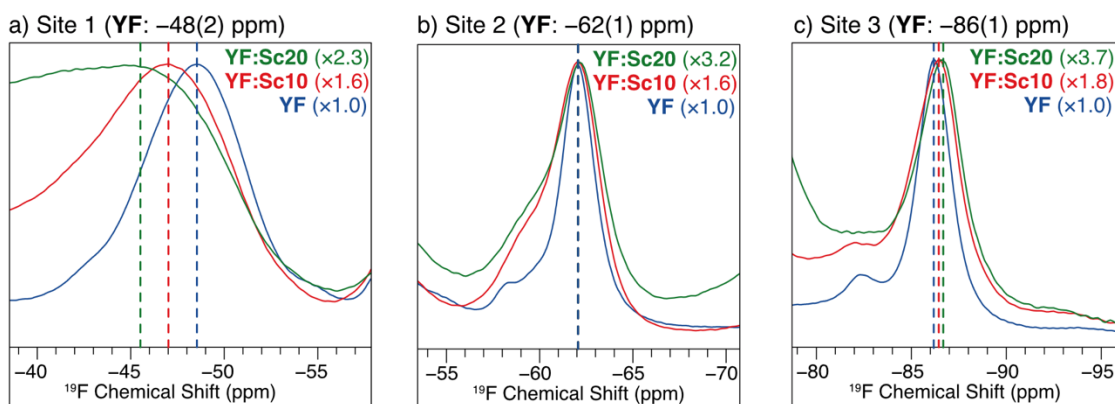 a) Site 1 (YF: −48(2) ppm)
YF:Sc20 (×2.3)
YF:Sc10 (×1.6)
YF (×1.0)
−40 −45 −50 −55
¹⁹F Chemical Shift (ppm)
b) Site 2 (YF: −62(1) ppm)
YF:Sc20 (×3.2)
YF:Sc10 (×1.6)
YF (×1.0)
−55 −60 −65 −70
¹⁹F Chemical Shift (ppm)
c) Site 3 (YF: −86(1) ppm)
YF:Sc20 (×3.7)
YF:Sc10 (×1.8)
YF (×1.0)
−80 −85 −90 −95
¹⁹F Chemical Shift (ppm)